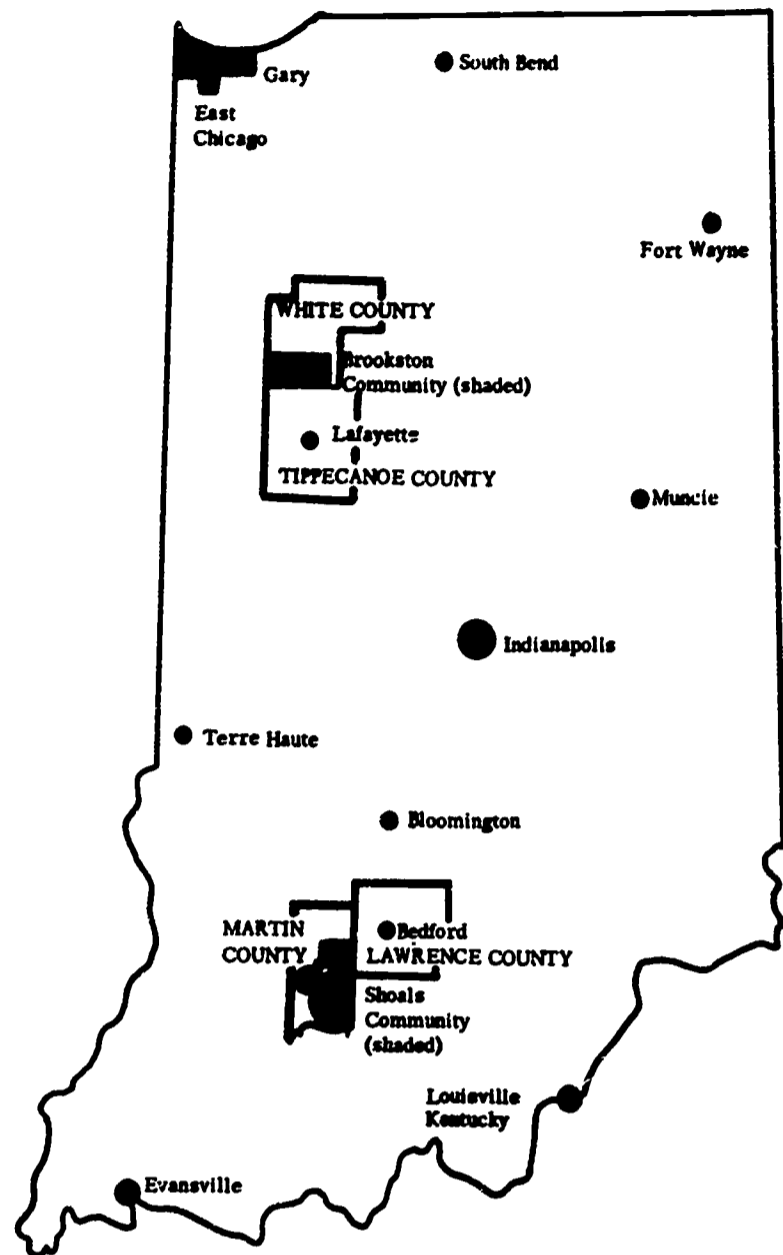 South Bend
Gary
East
Chicago
Fort Wayne
WHITE COUNTY
Brookston
Community (shaded)
Lafayette
TIPPECANOE COUNTY
Muncie
Indianapolis
Terre Haute
Bloomington
MARTIN
COUNTY
Bedford
LAWRENCE COUNTY
Shoals
Community
(shaded)
Louisville
Kentucky
Evansville